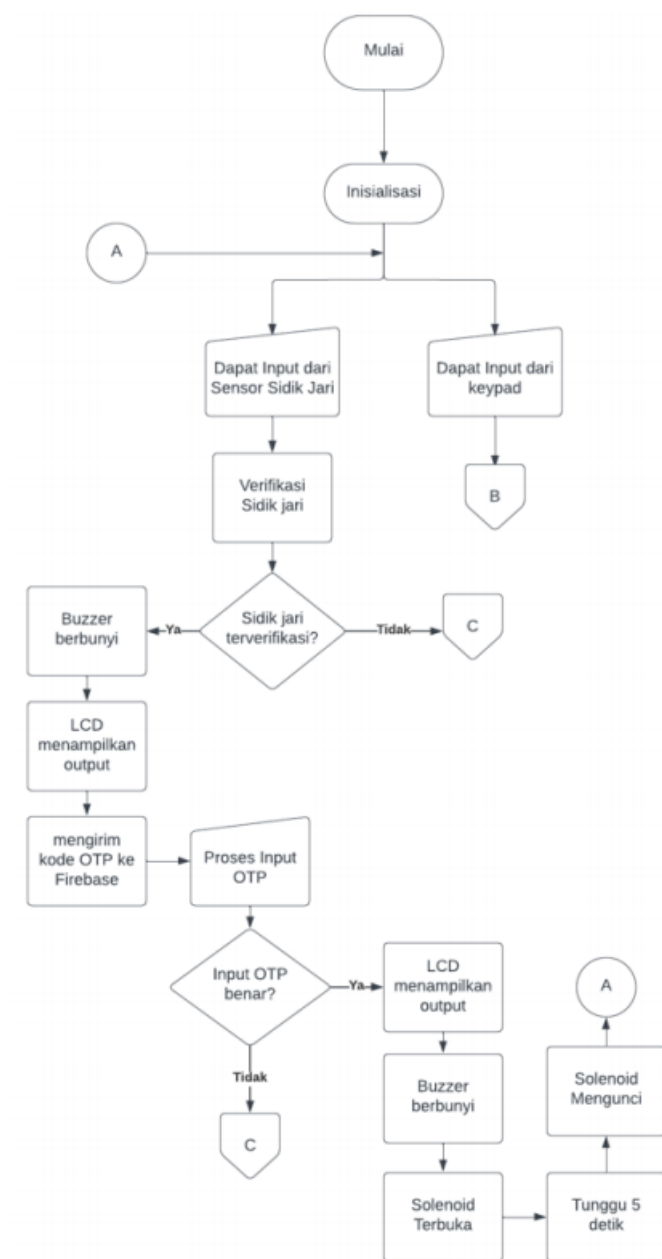 Mulai
Inisialisasi
A
Dapat Input dari
Sensor Sidik Jari
Dapat Input dari
keypad
Verifikasi
Sidik jari
B
Sidik jari
terverifikasi?
Ya
Tidak
C
Buzzer
berbunyi
LCD
menampilkan
output
mengirim
kode OTP ke
Firebase
Proses Input
OTP
Input OTP
benar?
Ya
Tidak
C
LCD
menampilkan
output
Buzzer
berbunyi
Solenoid
Terbuka
Tunggu 5
detik
Solenoid
Mengunci
A